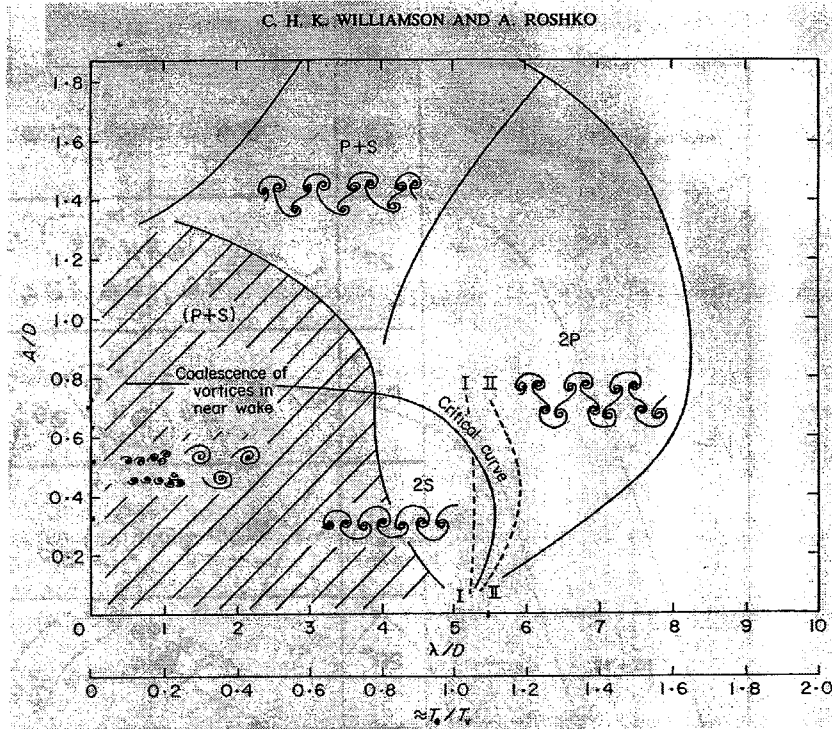 C. H. K. WILLIAMSON AND A. ROSHKO
1·8
1·6
1·4
1·2
1·0
0·8
0·6
0·4
0·2
0
A/D
P+S
(P+S)
Coalescence of
vortices in
near wake
2P
I II
Critical curve
2S
I II
0 1 2 3 4 5 6 7 8 9 10
λ/D
0 0·2 0·4 0·6 0·8 1·0 1·2 1·4 1·6 1·8 2·0